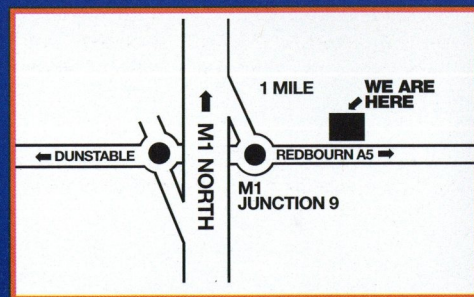 1 MILE
WE ARE
HERE
← DUNSTABLE
M1 NORTH →
REDBOURN A5 →
M1
JUNCTION 9